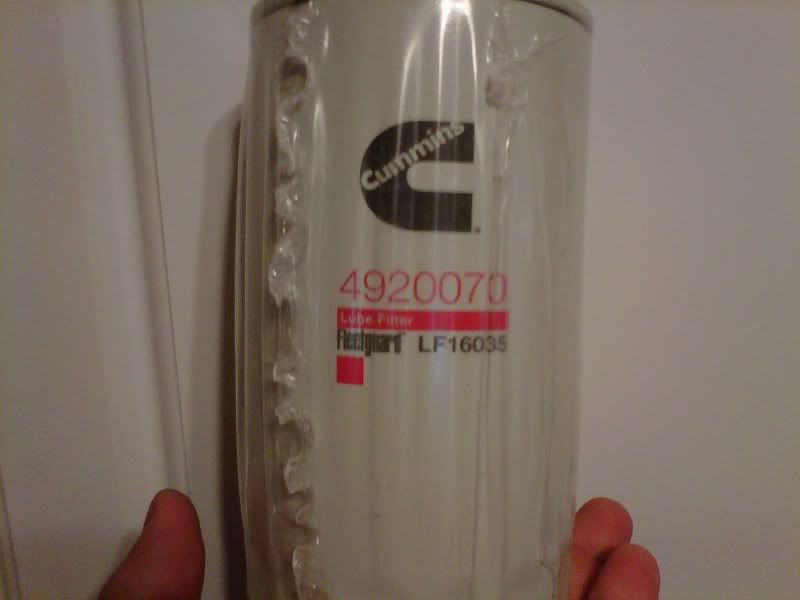 Cummins
4920070
Lube Filter
Fleetguard LF16035